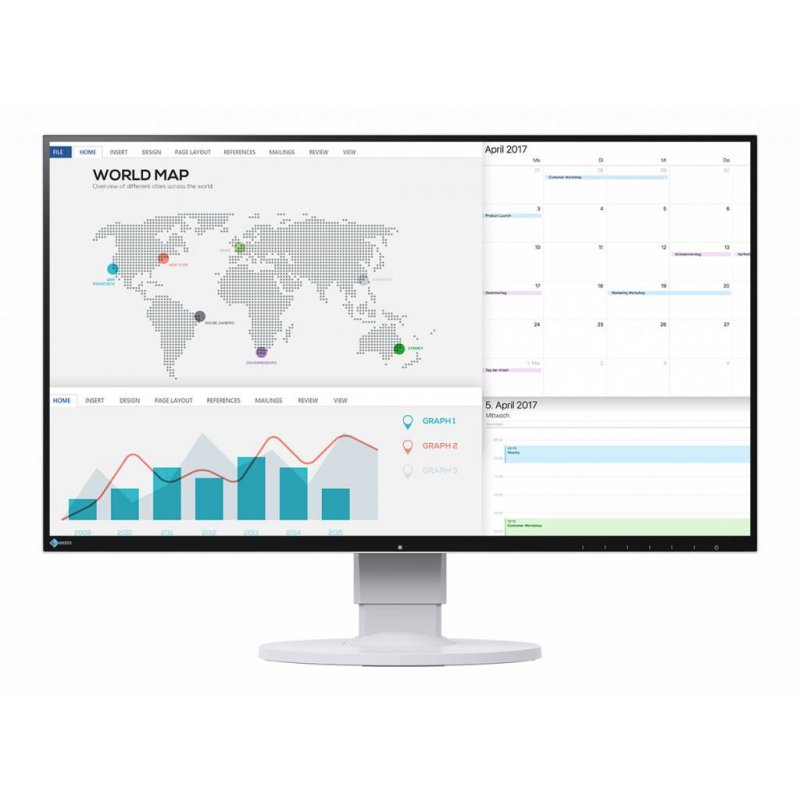 FILE HOME INSERT DESIGN PAGE LAYOUT REFERENCES MAILINGS REVIEW VIEW
WORLD MAP
Overview of different cities across the world
NEW YORK
SAN
FRANCISCO
RIO DE JANEIRO
JOHANNESBURG
SYDNEY
HOME INSERT DESIGN PAGE LAYOUT REFERENCES MAILINGS REVIEW VIEW
GRAPH 1
GRAPH 2
GRAPH 3
2009 2010 2011 2012 2013 2014 2015
April 2017
Mo Di Mi Do
27 28 29 30
Customer Workshop
3 4 5 6
Product Launch
10 11 12 13
Gründonnerstag
17 18 19 20
Ostermontag
Marketing Workshop
24 25 26 27
1. Mai 2 3 4
Tag der Arbeit
5. April 2017
Mittwoch
Weekly
Customer Workshop
EIZO